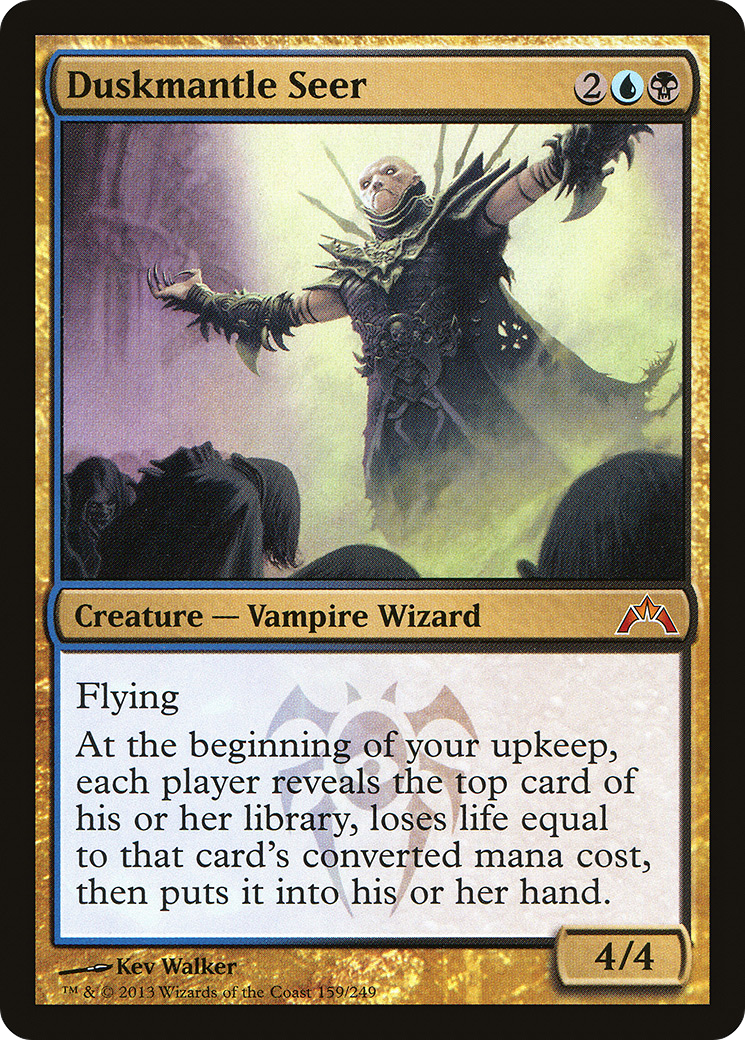 Duskmantle Seer 2
Creature — Vampire Wizard
Flying
At the beginning of your upkeep,
each player reveals the top card of
his or her library, loses life equal
to that card's converted mana cost,
then puts it into his or her hand.
4/4
Kev Walker
™ & © 2013 Wizards of the Coast 159/249